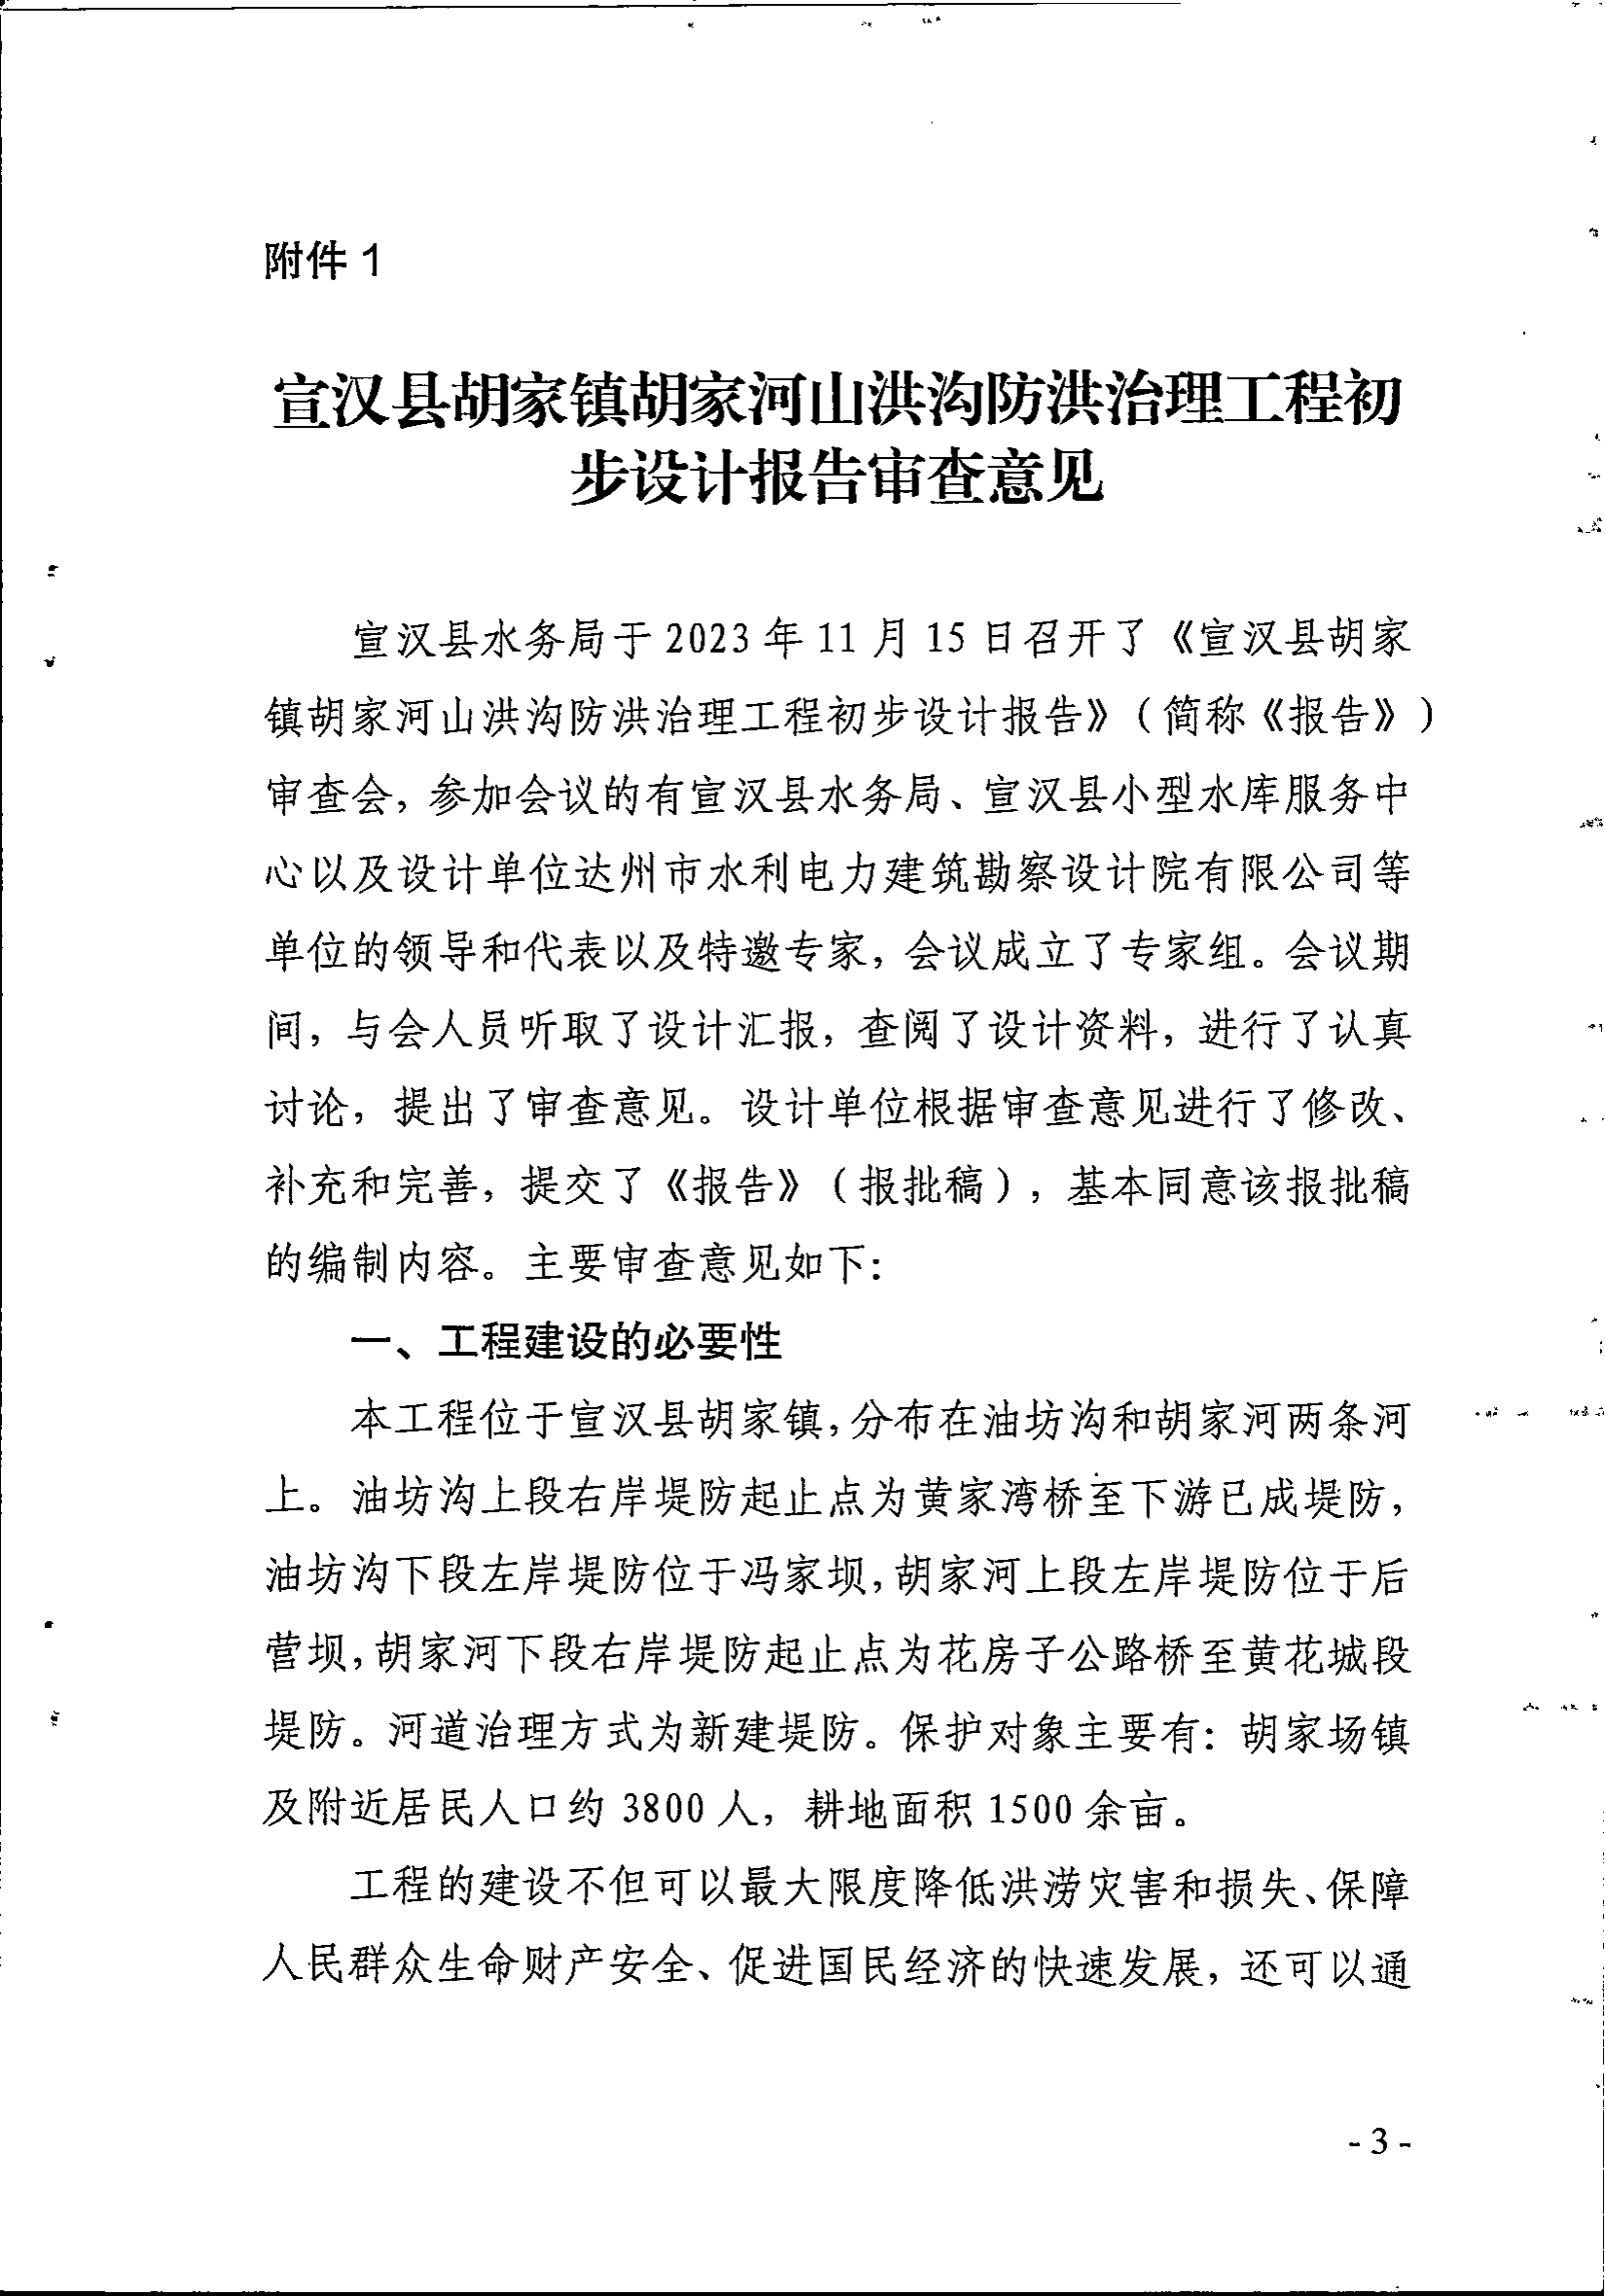 附件 1
宣汉县胡家镇胡家河山洪沟防洪治理工程初
步设计报告审查意见
宣汉县水务局于 2023 年 11 月 15 日召开了《宣汉县胡家
镇胡家河山洪沟防洪治理工程初步设计报告》（简称《报告》）
审查会，参加会议的有宣汉县水务局、宣汉县小型水库服务中
心以及设计单位达州市水利电力建筑勘察设计院有限公司等
单位的领导和代表以及特邀专家，会议成立了专家组。会议期
间，与会人员听取了设计汇报，查阅了设计资料，进行了认真
讨论，提出了审查意见。设计单位根据审查意见进行了修改、
补充和完善，提交了《报告》（报批稿），基本同意该报批稿
的编制内容。主要审查意见如下：
一、工程建设的必要性
本工程位于宣汉县胡家镇，分布在油坊沟和胡家河两条河
上。油坊沟上段右岸堤防起止点为黄家湾桥至下游已成堤防，
油坊沟下段左岸堤防位于冯家坝，胡家河上段左岸堤防位于后
营坝，胡家河下段右岸堤防起止点为花房子公路桥至黄花城段
堤防。河道治理方式为新建堤防。保护对象主要有：胡家场镇
及附近居民人口约 3800 人，耕地面积 1500 余亩。
工程的建设不但可以最大限度降低洪涝灾害和损失、保障
人民群众生命财产安全、促进国民经济的快速发展，还可以通
- 3 -